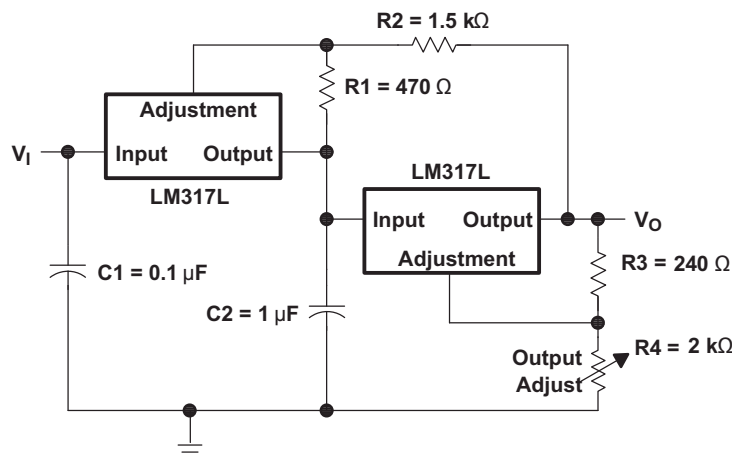 R2 = 1.5 kΩ
R1 = 470 Ω
Adjustment
VI
Input Output
LM317L
LM317L
Input Output
VO
Adjustment
R3 = 240 Ω
C1 = 0.1 µF
C2 = 1 µF
R4 = 2 kΩ
Output
Adjust